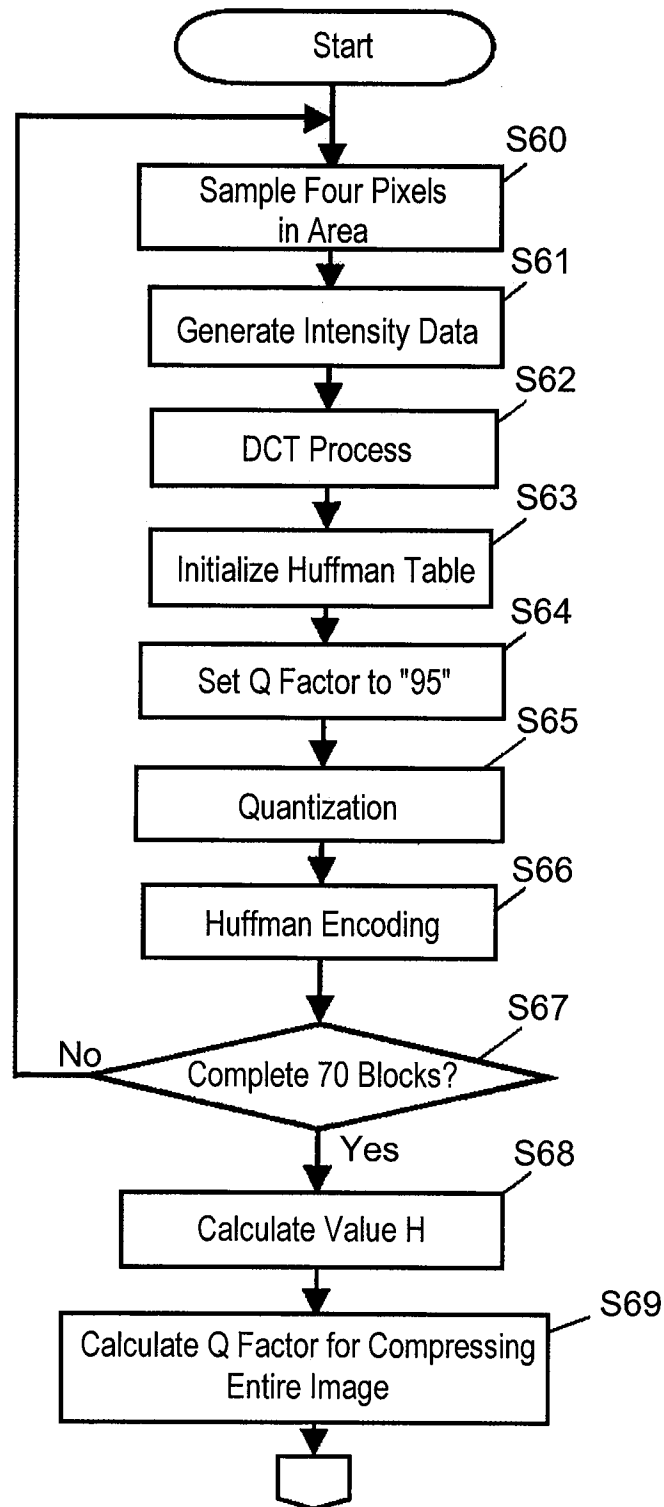 Start
S60
Sample Four Pixels
in Area
S61
Generate Intensity Data
S62
DCT Process
S63
Initialize Huffman Table
S64
Set Q Factor to "95"
S65
Quantization
S66
Huffman Encoding
S67
No
Complete 70 Blocks?
Yes
S68
Calculate Value H
S69
Calculate Q Factor for Compressing
Entire Image